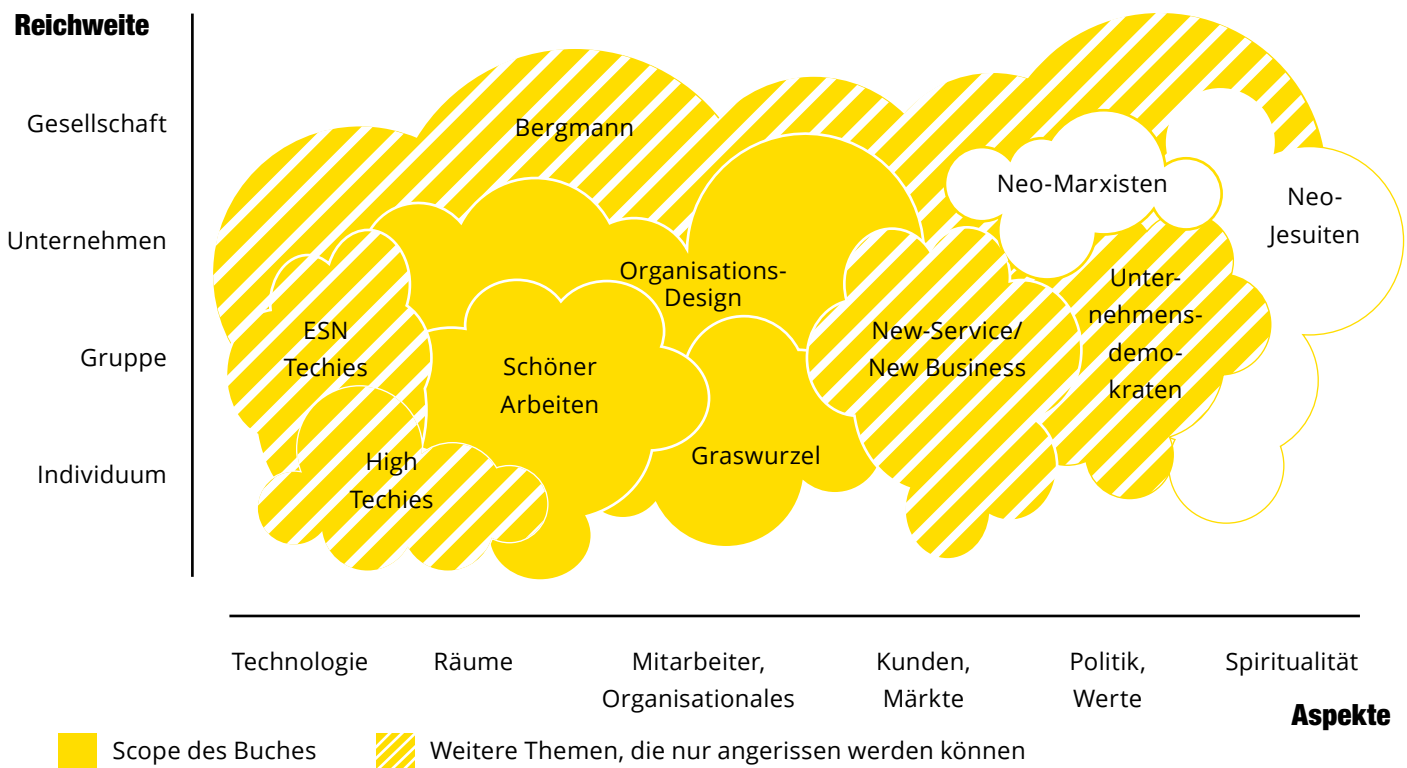 Reichweite
Gesellschaft
Unternehmen
Gruppe
Individuum
Bergmann
Neo-Marxisten
Neo-
Jesuiten
Organisations-
Design
Unter-
nehmens-
demo-
kraten
ESN
Techies
Schöner
Arbeiten
New-Service/
New Business
Graswurzel
High
Techies
Technologie
Räume
Mitarbeiter,
Organisationales
Kunden,
Märkte
Politik,
Werte
Spiritualität
Aspekte
Scope des Buches
Weitere Themen, die nur angerissen werden können